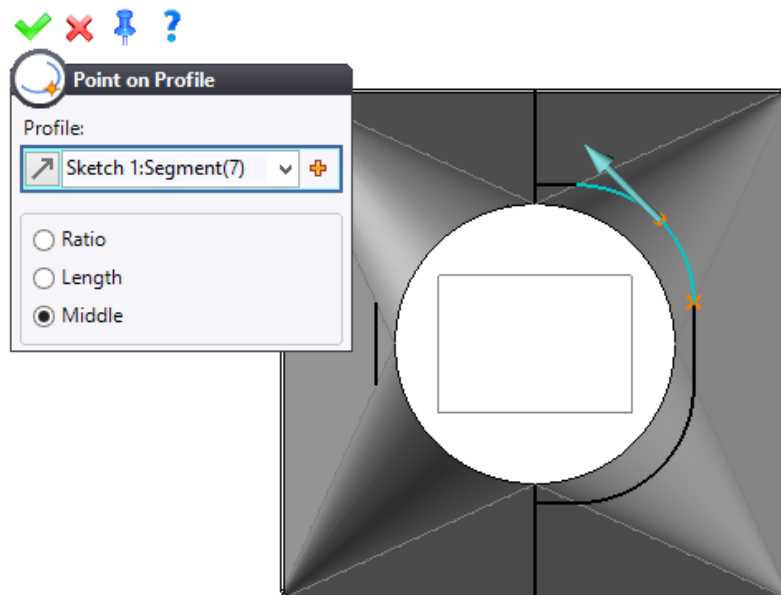 ?
Point on Profile
Profile:
Sketch 1:Segment(7)
Ratio
Length
Middle